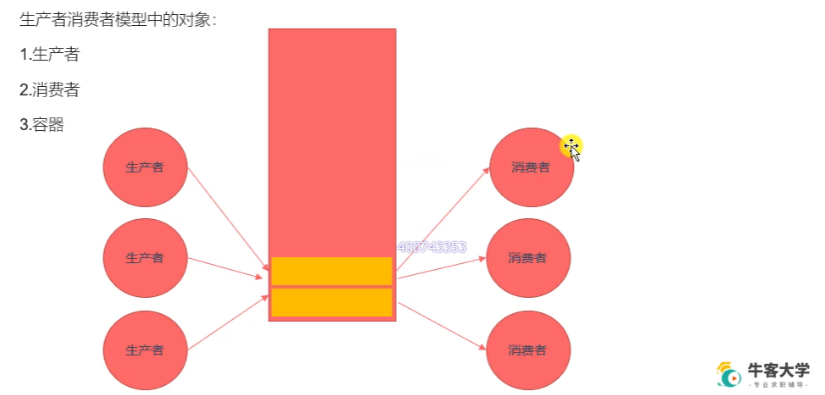 生产者消费者模型中的对象：
1.生产者
2.消费者
3.容器
生产者
消费者
400743353
生产者
消费者
生产者
消费者
牛客大学
-专业求职辅导-